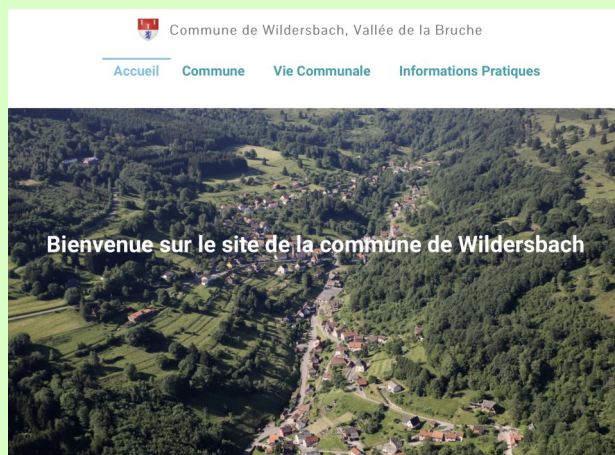 Commune de Wildersbach, Vallée de la Bruche
Accueil Commune Vie Communale Informations Pratiques
Bienvenue sur le site de la commune de Wildersbach